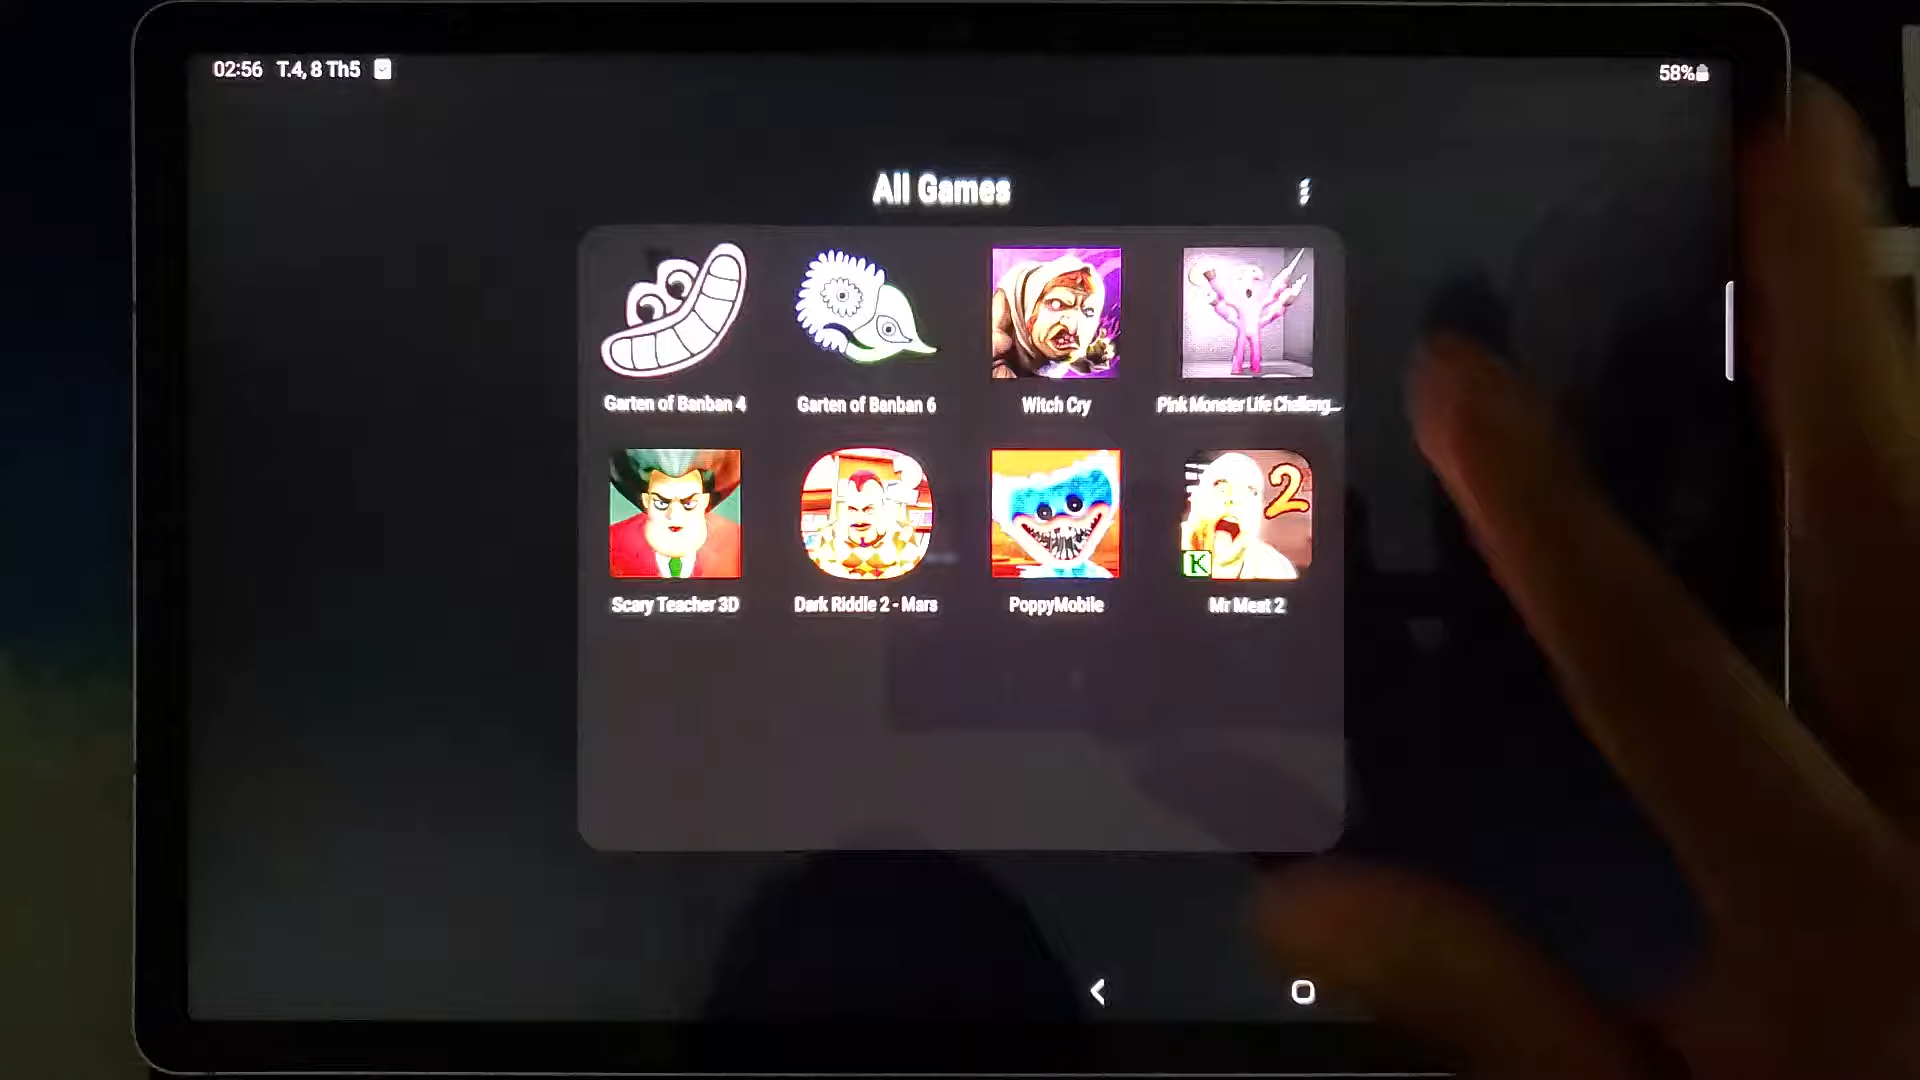 02:56 T.4, 8 Th5
58%
All Games
Garten of Banban 4
Garten of Banban 6
Witch Cry
Pink Monster Life Challeng...
2
K
Scary Teacher 3D
Dark Riddle 2 - Mars
PoppyMobile
Mr Meat 2